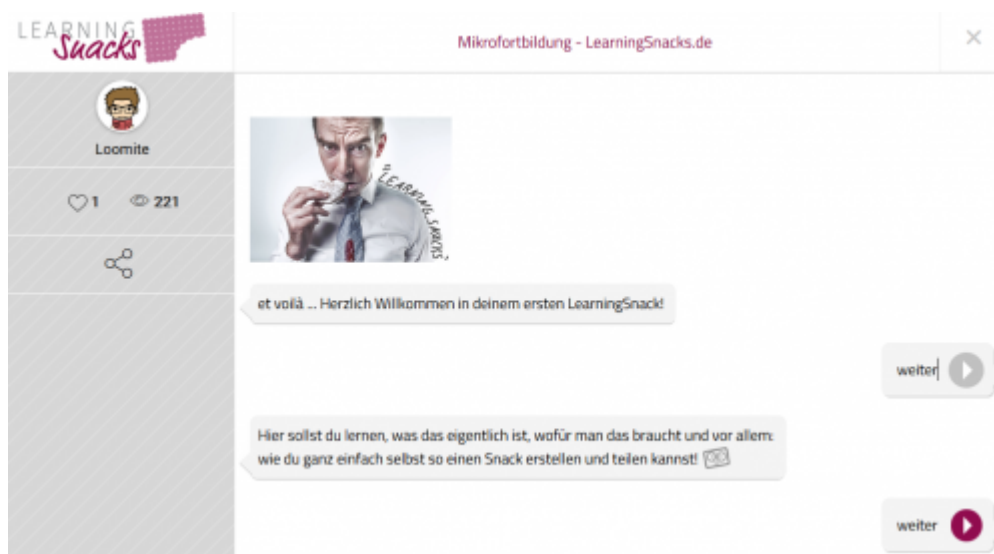 LEARNING
Snacks
Mikrofortbildung - LearningSnacks.de
Loomite
1
221
"LEARNING SNACKS"
et voilà ... Herzlich Willkommen in deinem ersten LearningSnack!
weiter
Hier sollst du lernen, was das eigentlich ist, wofür man das braucht und vor allem:
wie du ganz einfach selbst so einen Snack erstellen und teilen kannst!
weiter